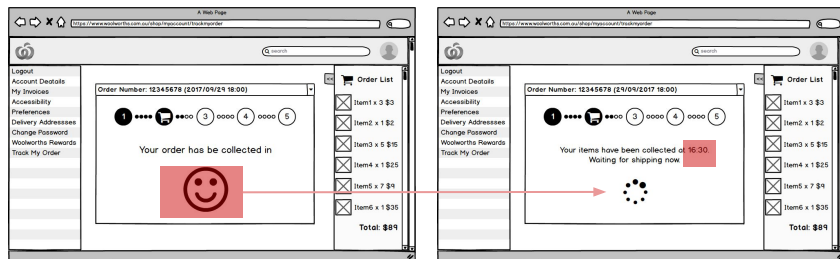 A Web Page
https://www.woolworths.com.au/shop/myaccount/trackmyorder
search
Logout
Account Deatails
My Invoices
Accessibility
Preferences
Delivery Addressses
Change Password
Woolworths Rewards
Track My Order
Order Number: 12345678 (2017/09/29 18:00)
1
3
4
5
Your order has be collected in
<<
Order List
Item1 x 3 $3
Item2 x 1 $2
Item3 x 5 $15
Item4 x 1 $25
Item5 x 7 $9
Item6 x 1 $35
Total: $89
A Web Page
https://www.woolworths.com.au/shop/myaccount/trackmyorder
search
Logout
Account Deatails
My Invoices
Accessibility
Preferences
Delivery Addressses
Change Password
Woolworths Rewards
Track My Order
Order Number: 12345678 (29/09/2017 18:00)
1
3
4
5
Your items have been collected at 16:30.
Waiting for shipping now.
<<
Order List
Item1 x 3 $3
Item2 x 1 $2
Item3 x 5 $15
Item4 x 1 $25
Item5 x 7 $9
Item6 x 1 $35
Total: $89